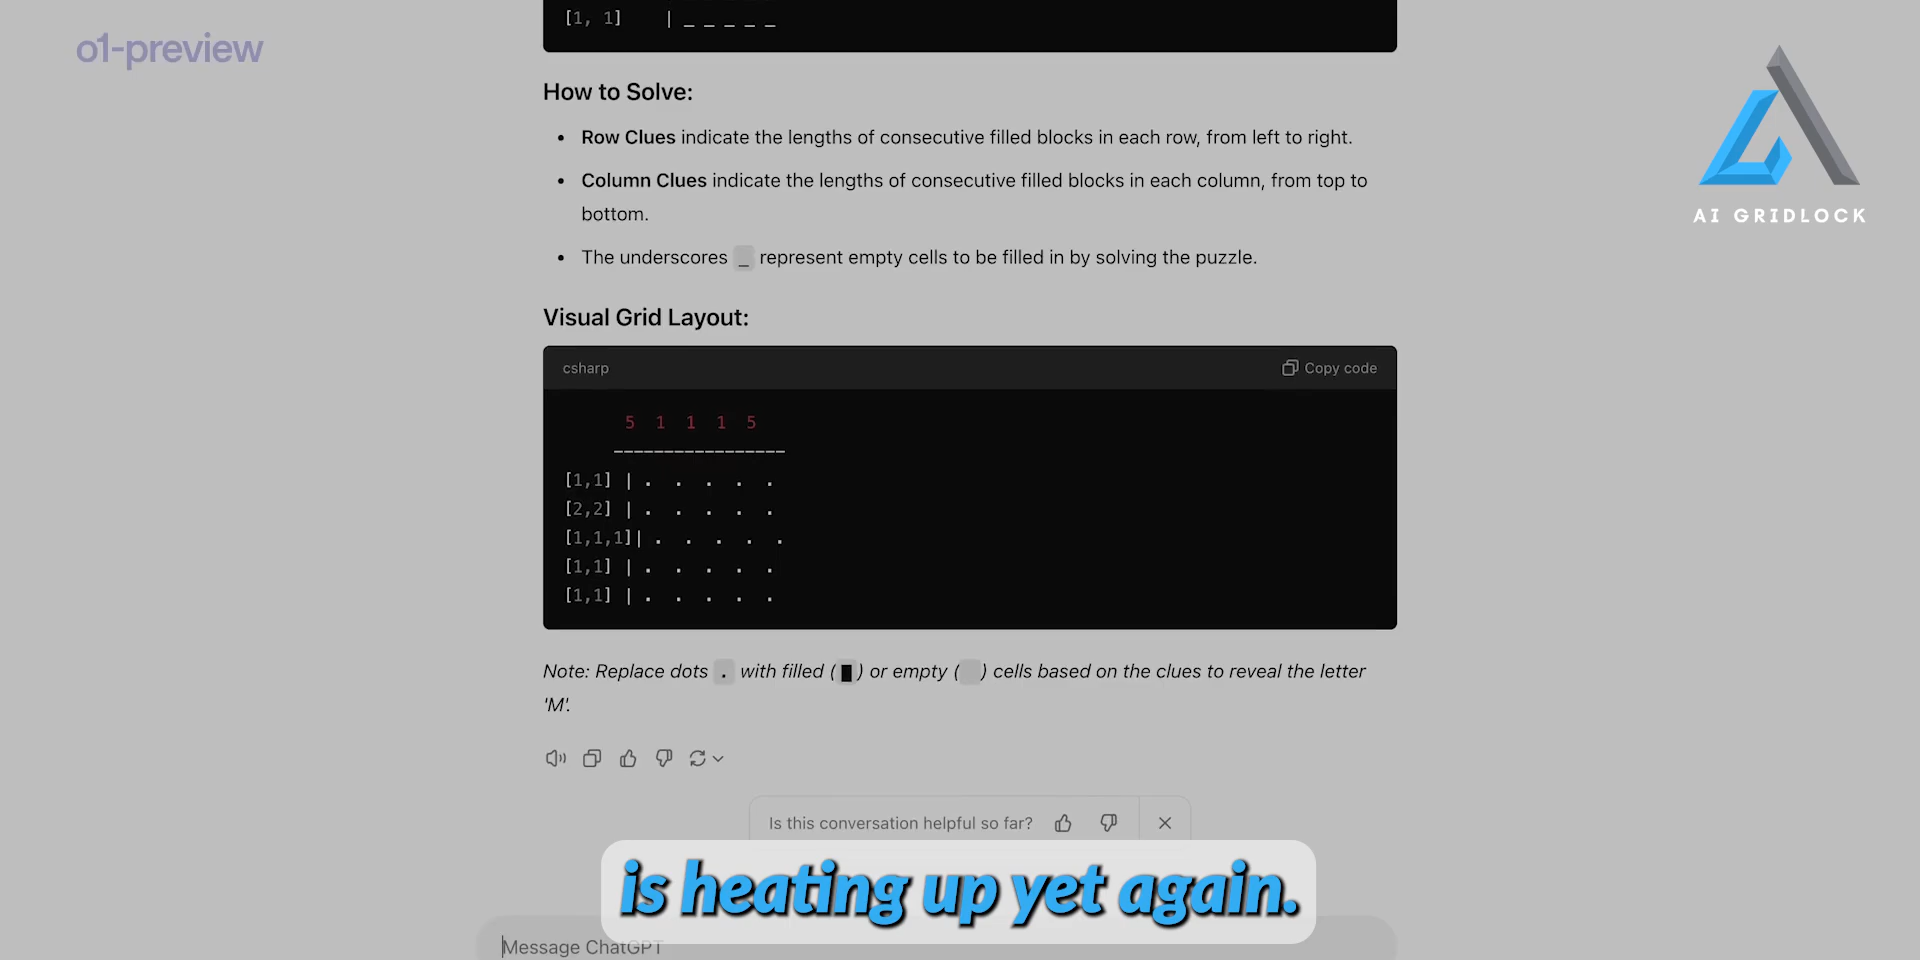 [1, 1] | _ _ _ _ _
o1-preview
How to Solve:
• Row Clues indicate the lengths of consecutive filled blocks in each row, from left to right.
• Column Clues indicate the lengths of consecutive filled blocks in each column, from top to
bottom.
AI GRIDLOCK
• The underscores _ represent empty cells to be filled in by solving the puzzle.
Visual Grid Layout:
csharp
Copy code
5 1 1 1 5
-----------------
[1,1] | . . . . .
[2,2] | . . . . .
[1,1,1]| . . . . .
[1,1] | . . . . .
[1,1] | . . . . .
Note: Replace dots . with filled (█) or empty ( ) cells based on the clues to reveal the letter
'M'.
Is this conversation helpful so far?
is heating up yet again.
Message ChatGPT